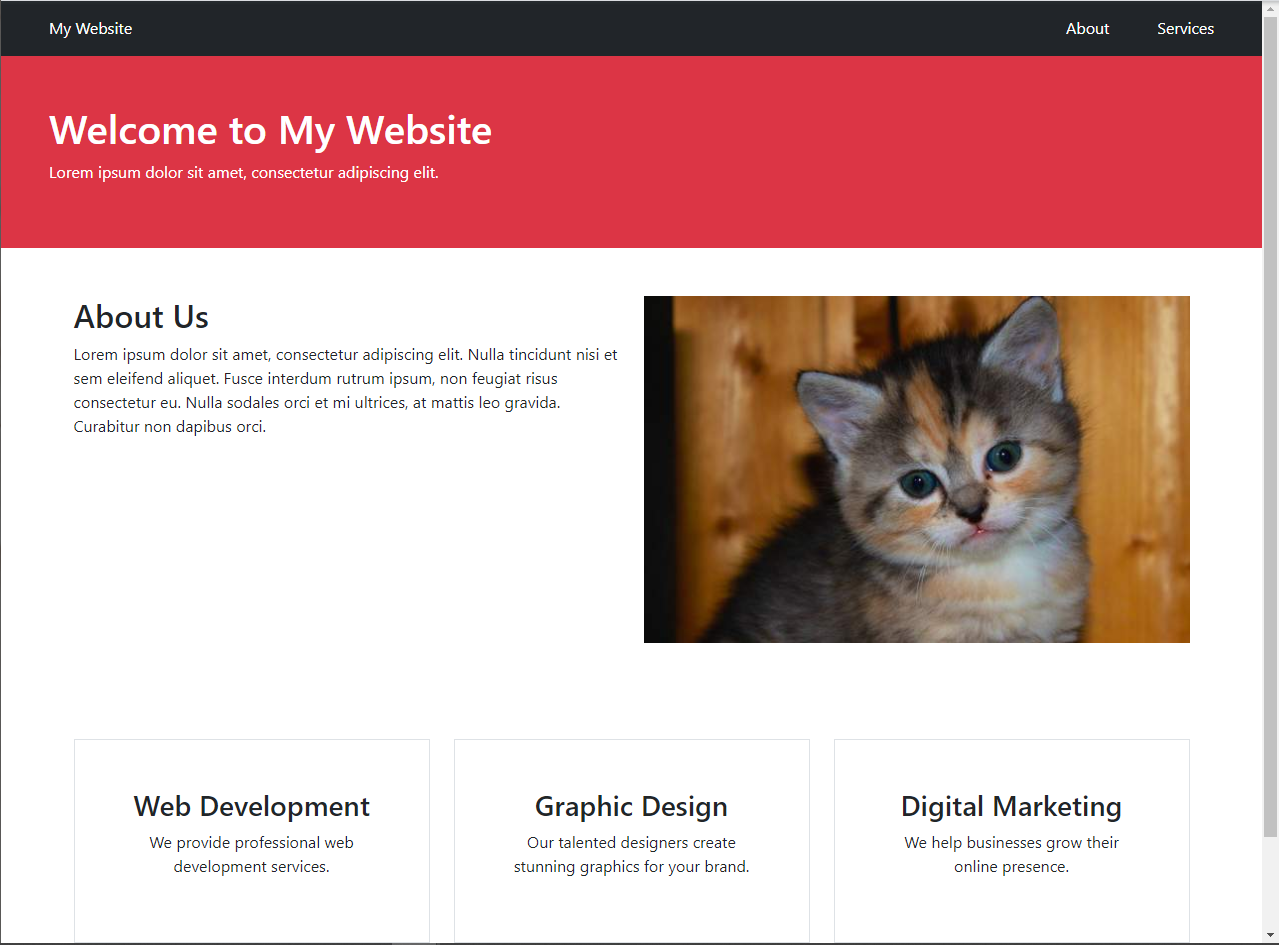 My Website
About
Services
Welcome to My Website
Lorem ipsum dolor sit amet, consectetur adipiscing elit.
About Us
Lorem ipsum dolor sit amet, consectetur adipiscing elit. Nulla tincidunt nisi et
sem eleifend aliquet. Fusce interdum rutrum ipsum, non feugiat risus
consectetur eu. Nulla sodales orci et mi ultrices, at mattis leo gravida.
Curabitur non dapibus orci.
Web Development
We provide professional web
development services.
Graphic Design
Our talented designers create
stunning graphics for your brand.
Digital Marketing
We help businesses grow their
online presence.